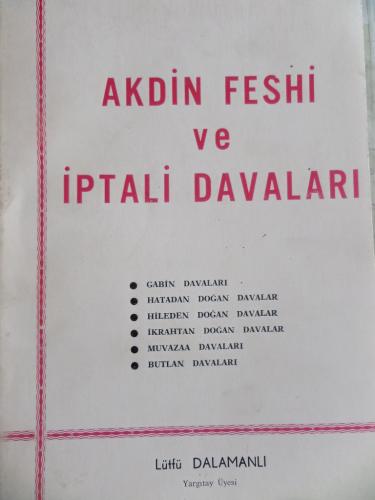 AKDİN FESHİ
ve
İPTALİ DAVALARI
● GABİN DAVALARI
● HATADAN DOĞAN DAVALAR
● HİLEDEN DOĞAN DAVALAR
● İKRAHTAN DOĞAN DAVALAR
● MUVAZAA DAVALARI
● BUTLAN DAVALARI
Lûtfü DALAMANLI
Yargıtay Üyesi